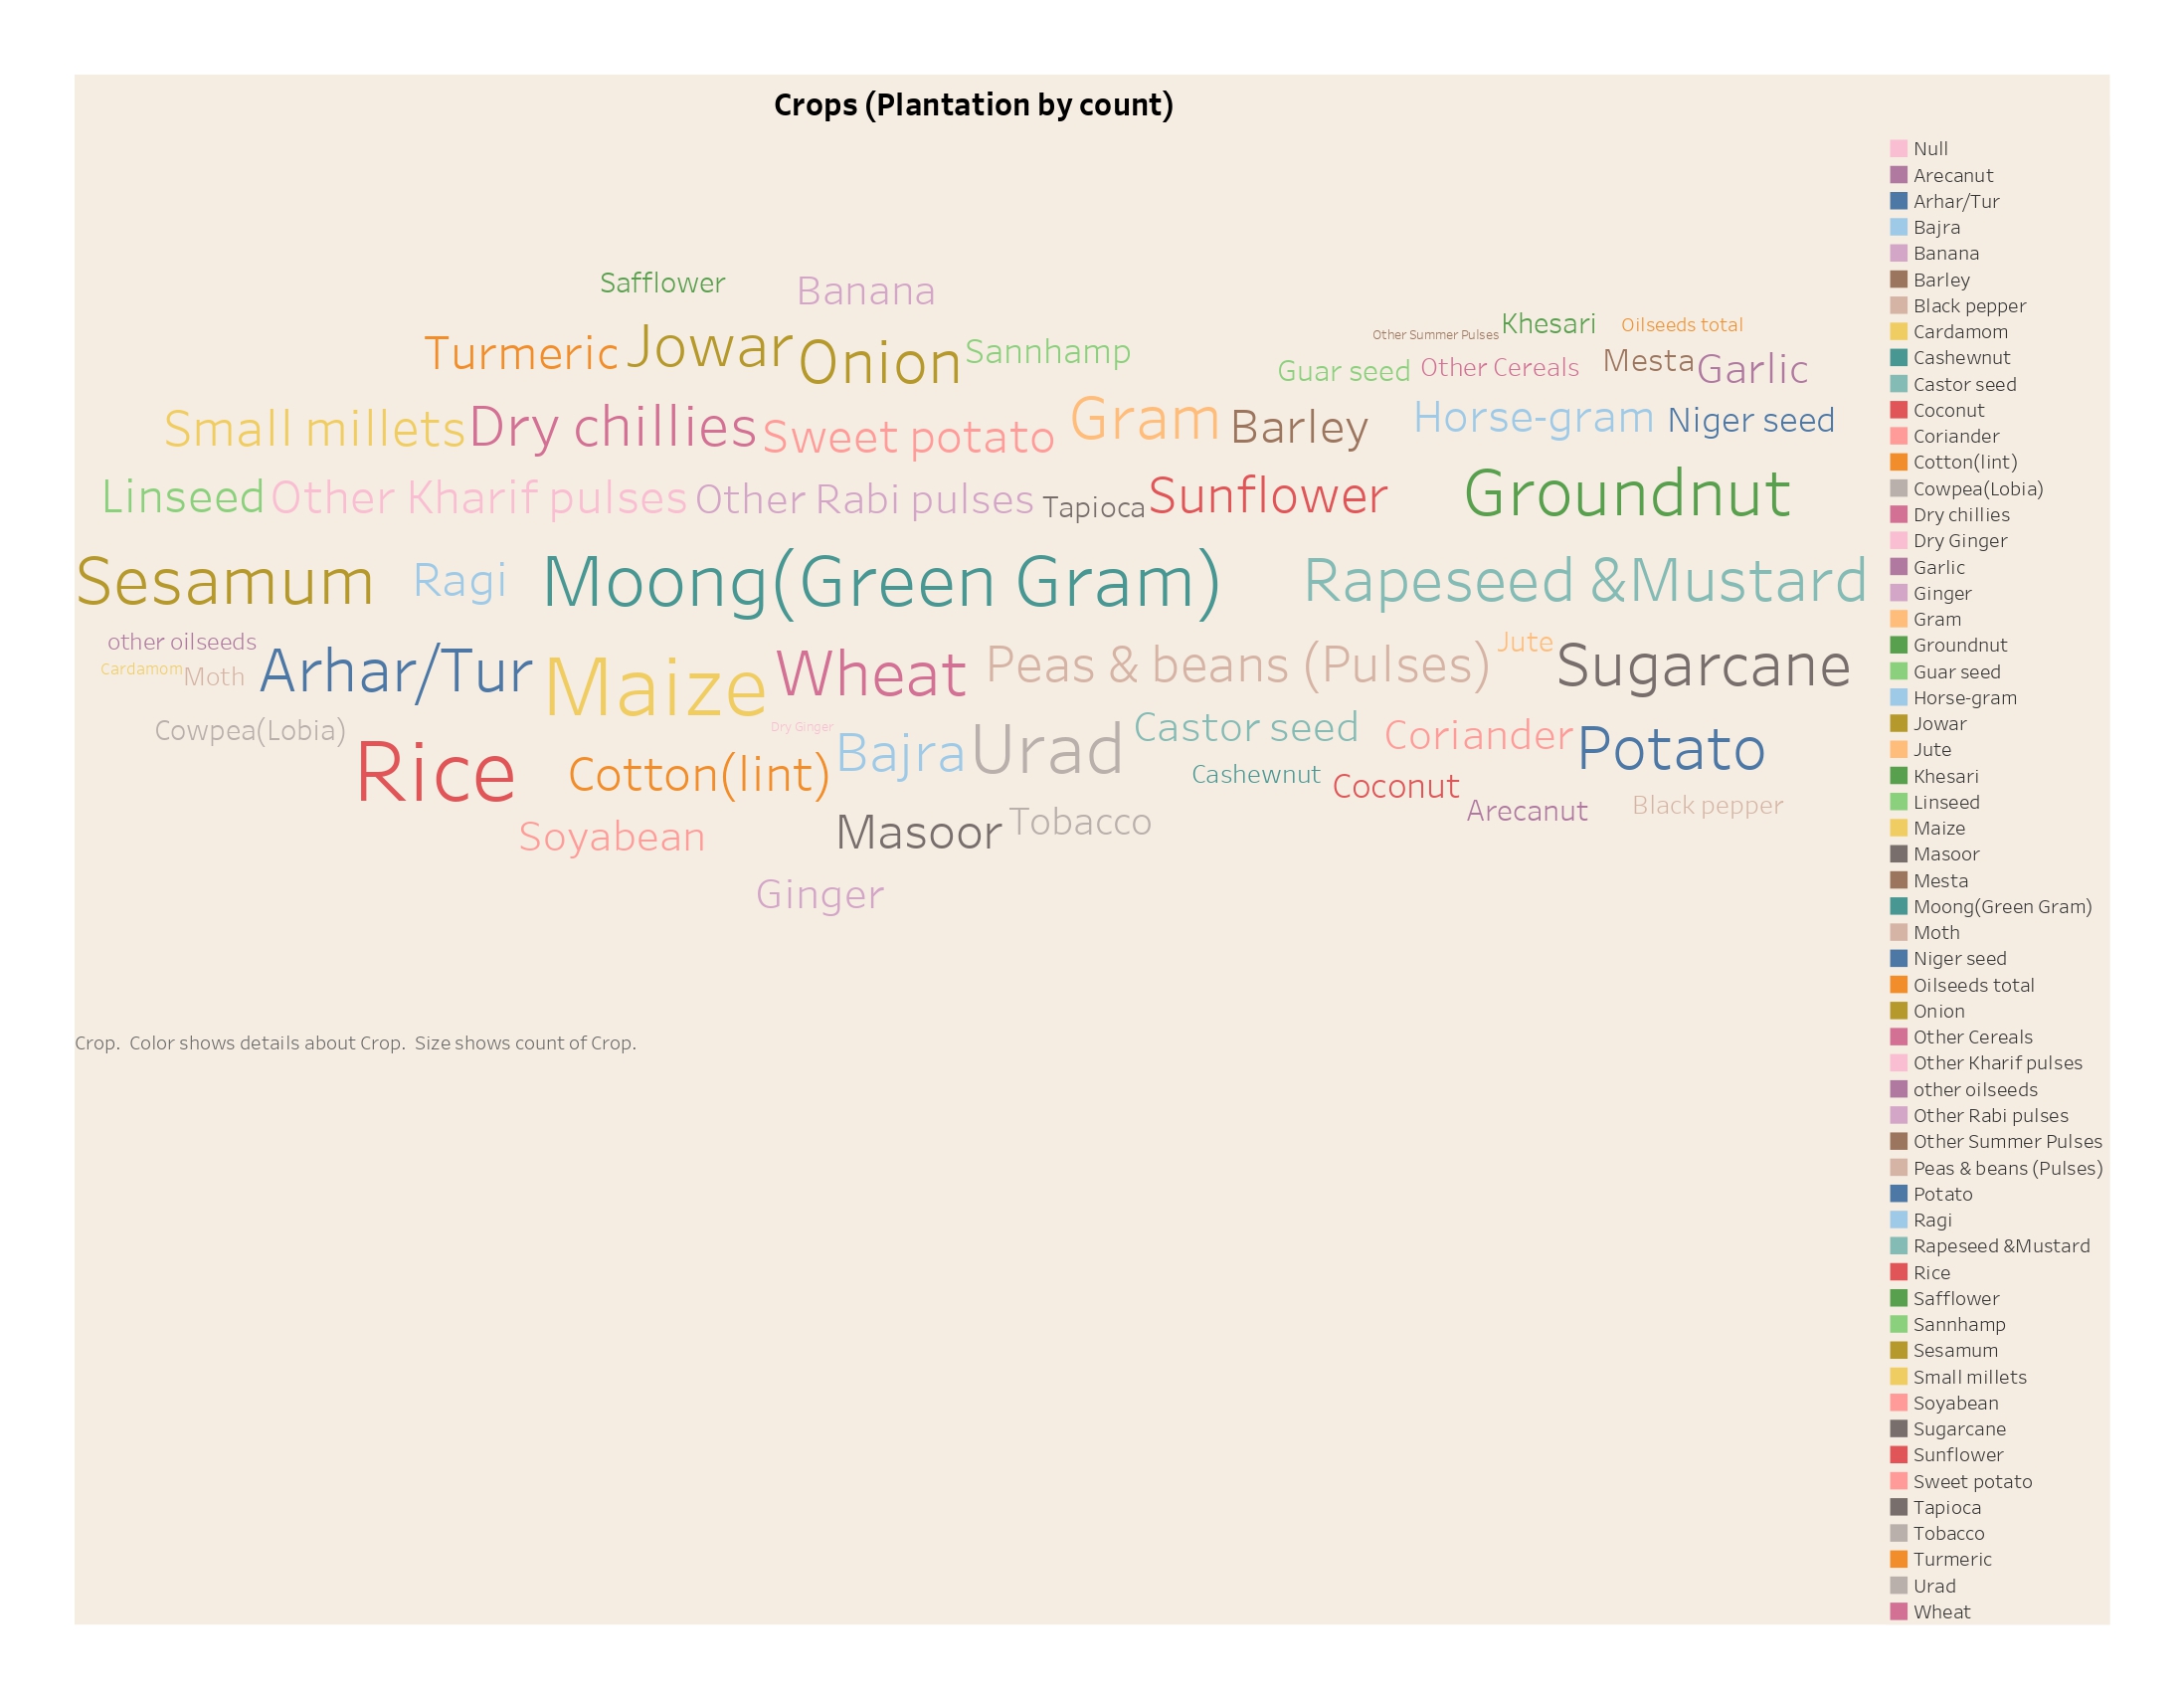 Crops (Plantation by count)
Safflower Banana
Other Summer Pulses Khesari Oilseeds total
Turmeric Jowar Onion Sannhamp Guar seed Other Cereals Mesta Garlic
Small millets Dry chillies Sweet potato Gram Barley Horse-gram Niger seed
Linseed Other Kharif pulses Other Rabi pulses Tapioca Sunflower Groundnut
Sesamum Ragi Moong(Green Gram) Rapeseed &Mustard
other oilseeds
Cardamom Moth Arhar/Tur Maize Wheat Peas & beans (Pulses) Jute Sugarcane
Cowpea(Lobia) Dry Ginger Bajra Urad Castor seed Coriander Potato
Rice Cotton(lint) Cashewnut Coconut
Arecanut Black pepper
Soyabean Masoor Tobacco
Ginger
Crop. Color shows details about Crop. Size shows count of Crop.
Null
Arecanut
Arhar/Tur
Bajra
Banana
Barley
Black pepper
Cardamom
Cashewnut
Castor seed
Coconut
Coriander
Cotton(lint)
Cowpea(Lobia)
Dry chillies
Dry Ginger
Garlic
Ginger
Gram
Groundnut
Guar seed
Horse-gram
Jowar
Jute
Khesari
Linseed
Maize
Masoor
Mesta
Moong(Green Gram)
Moth
Niger seed
Oilseeds total
Onion
Other Cereals
Other Kharif pulses
other oilseeds
Other Rabi pulses
Other Summer Pulses
Peas & beans (Pulses)
Potato
Ragi
Rapeseed &Mustard
Rice
Safflower
Sannhamp
Sesamum
Small millets
Soyabean
Sugarcane
Sunflower
Sweet potato
Tapioca
Tobacco
Turmeric
Urad
Wheat